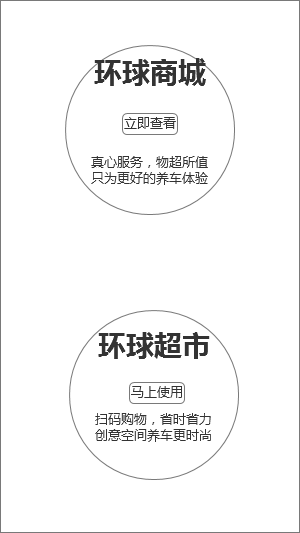 环球商城
立即查看
真心服务，物超所值
只为更好的养车体验
环球超市
马上使用
扫码购物，省时省力
创意空间养车更时尚